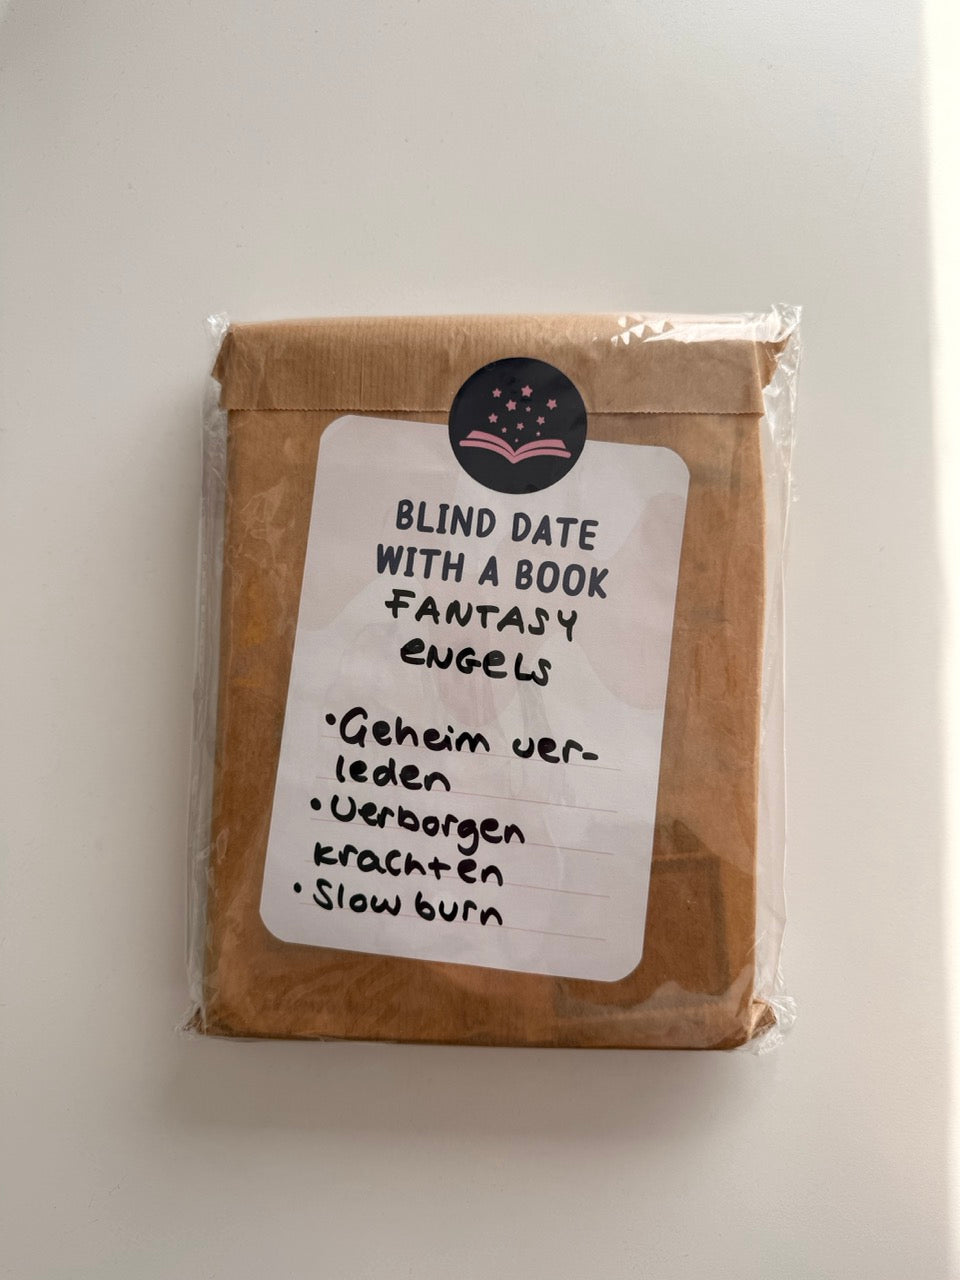 BLIND DATE
WITH A BOOK
FANTASY
ENGELS
• Geheim ver-
leden
• Verborgen
krachten
• Slow burn